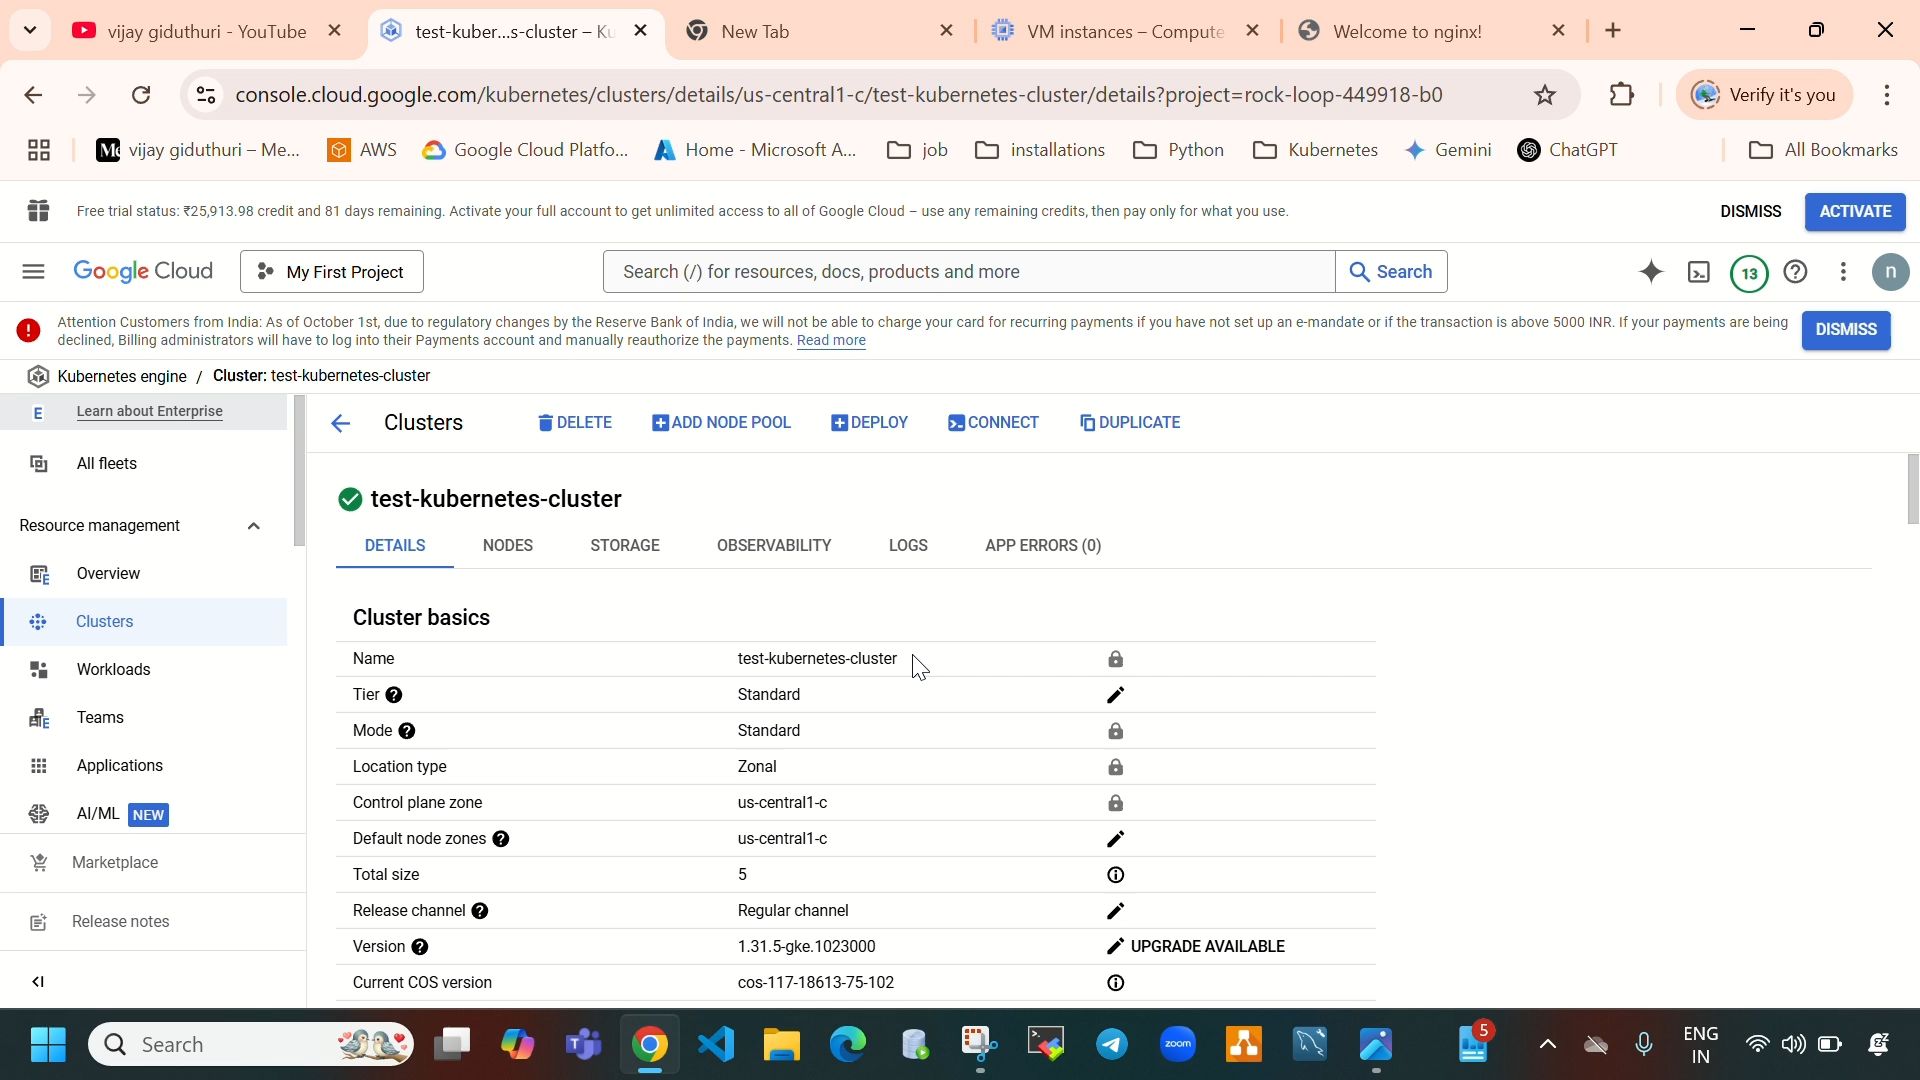 vijay giduthuri - YouTube
test-kuber...s-cluster – Ku
New Tab
VM instances – Compute
Welcome to nginx!
console.cloud.google.com/kubernetes/clusters/details/us-central1-c/test-kubernetes-cluster/details?project=rock-loop-449918-b0
Verify it's you
vijay giduthuri – Me...
AWS
Google Cloud Platfo...
Home - Microsoft A...
job
installations
Python
Kubernetes
Gemini
ChatGPT
All Bookmarks
Free trial status: ₹25,913.98 credit and 81 days remaining. Activate your full account to get unlimited access to all of Google Cloud – use any remaining credits, then pay only for what you use.
DISMISS
ACTIVATE
Google Cloud
My First Project
Search (/) for resources, docs, products and more
Search
13
n
Attention Customers from India: As of October 1st, due to regulatory changes by the Reserve Bank of India, we will not be able to charge your card for recurring payments if you have not set up an e-mandate or if the transaction is above 5000 INR. If your payments are being
declined, Billing administrators will have to log into their Payments account and manually reauthorize the payments. Read more
DISMISS
Kubernetes engine / Cluster: test-kubernetes-cluster
E Learn about Enterprise
All fleets
Resource management
Overview
Clusters
Workloads
Teams
Applications
AI/ML NEW
Marketplace
Release notes
Clusters
DELETE
ADD NODE POOL
DEPLOY
CONNECT
DUPLICATE
test-kubernetes-cluster
DETAILS
NODES
STORAGE
OBSERVABILITY
LOGS
APP ERRORS (0)
Cluster basics
Name test-kubernetes-cluster
Tier Standard
Mode Standard
Location type Zonal
Control plane zone us-central1-c
Default node zones us-central1-c
Total size 5
Release channel Regular channel
Version 1.31.5-gke.1023000 UPGRADE AVAILABLE
Current COS version cos-117-18613-75-102
Search
zoom
5
ENG
IN